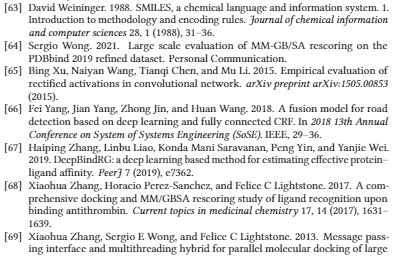 [63] David Weininger. 1988. SMILES, a chemical language and information system. 1.
Introduction to methodology and encoding rules. Journal of chemical information
and computer sciences 28, 1 (1988), 31–36.
[64] Sergio Wong. 2021. Large scale evaluation of MM-GB/SA rescoring on the
PDBbind 2019 refined dataset. Personal Communication.
[65] Bing Xu, Naiyan Wang, Tianqi Chen, and Mu Li. 2015. Empirical evaluation of
rectified activations in convolutional network. arXiv preprint arXiv:1505.00853
(2015).
[66] Fei Yang, Jian Yang, Zhong Jin, and Huan Wang. 2018. A fusion model for road
detection based on deep learning and fully connected CRF. In 2018 13th Annual
Conference on System of Systems Engineering (SoSE). IEEE, 29–36.
[67] Haiping Zhang, Linbu Liao, Konda Mani Saravanan, Peng Yin, and Yanjie Wei.
2019. DeepBindRG: a deep learning based method for estimating effective protein–
ligand affinity. PeerJ 7 (2019), e7362.
[68] Xiaohua Zhang, Horacio Perez-Sanchez, and Felice C Lightstone. 2017. A com-
prehensive docking and MM/GBSA rescoring study of ligand recognition upon
binding antithrombin. Current topics in medicinal chemistry 17, 14 (2017), 1631–
1639.
[69] Xiaohua Zhang, Sergio E Wong, and Felice C Lightstone. 2013. Message pass-
ing interface and multithreading hybrid for parallel molecular docking of large